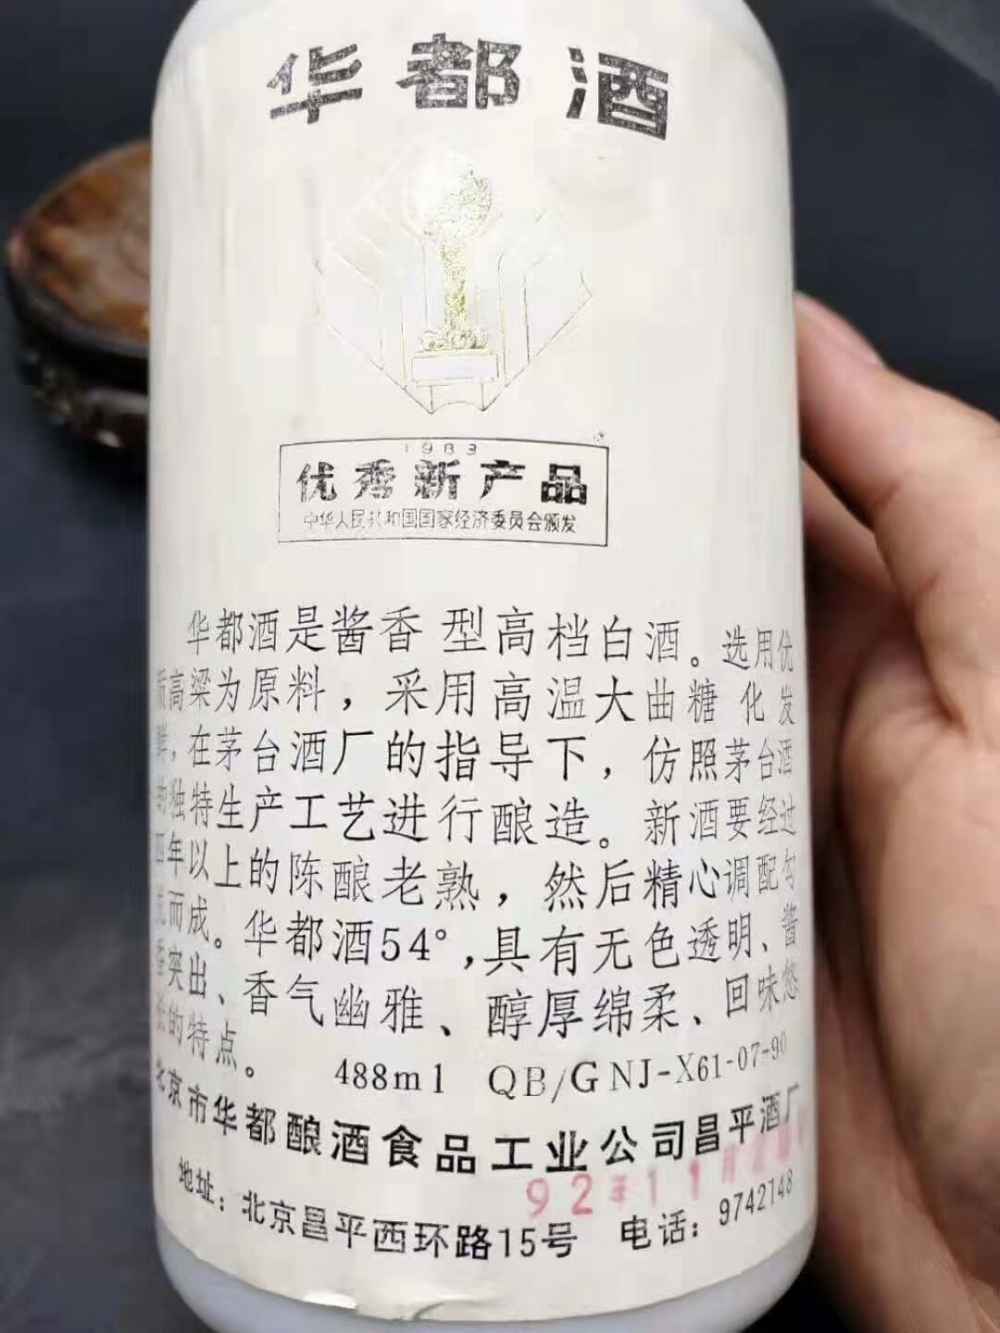 华都酒
1983
优秀新产品
中华人民共和国国家经济委员会颁发
华都酒是酱香型高档白酒。选用优
质高梁为原料，采用高温大曲糖化发
酵，在茅台酒厂的指导下，仿照茅台酒
的独特生产工艺进行酿造。新酒要经过
四年以上的陈酿老熟，然后精心调配勾
兑而成。华都酒54°,具有无色透明、酱
香突出、香气幽雅、醇厚绵柔、回味悠
长的特点。
488ml QB/GNJ-X61-07-90
北京市华都酿酒食品工业公司昌平酒厂
92年11月
地址：北京昌平西环路15号 电话：9742148